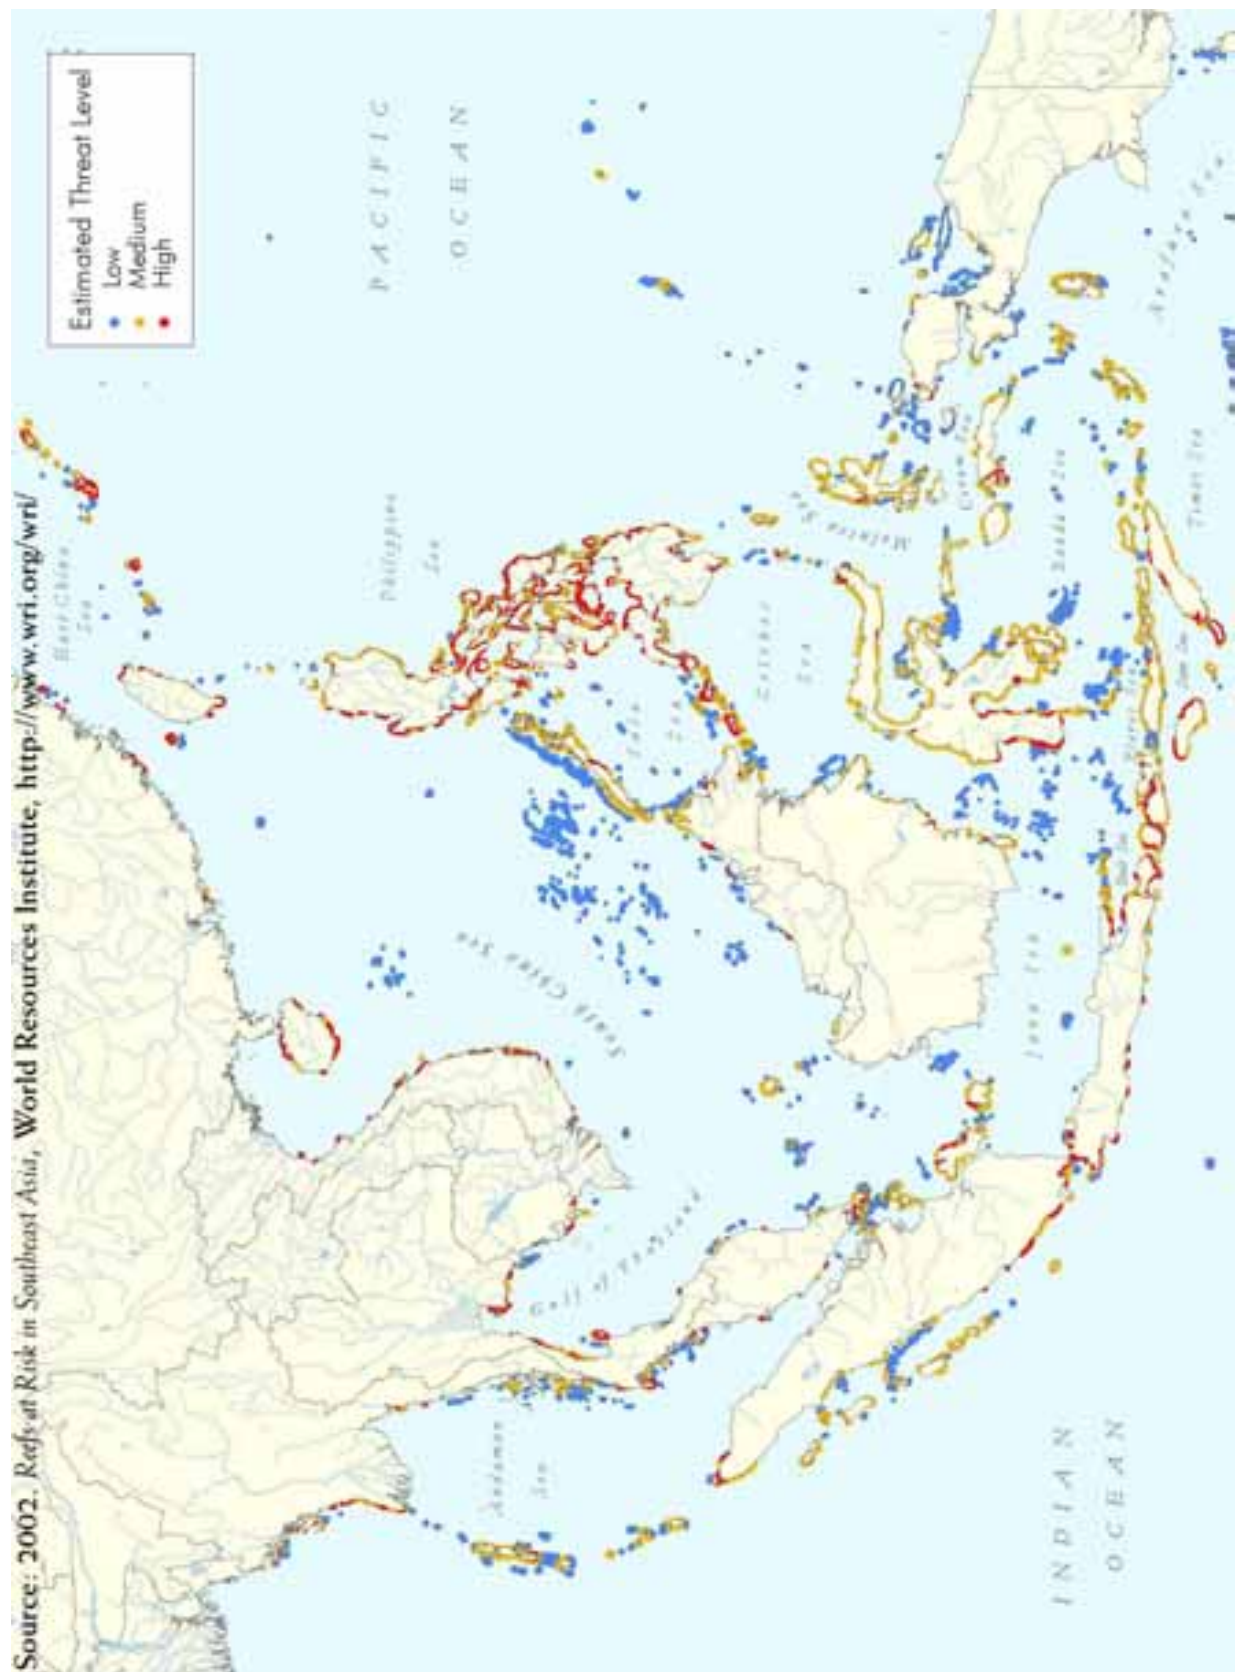 Source: 2002. Reefs at Risk in Southeast Asia, World Resources Institute, http://www.wri.org/wri/
Estimated Threat Level
Low
Medium
High
PACIFIC
OCEAN
East China
Sea
Philippine
Sea
South China Sea
Gulf of Thailand
Andaman
Sea
Sulu
Sea
Celebes
Sea
Molucca Sea
Ceram Sea
Banda Sea
Arafura Sea
Timor Sea
Java Sea
INDIAN
OCEAN